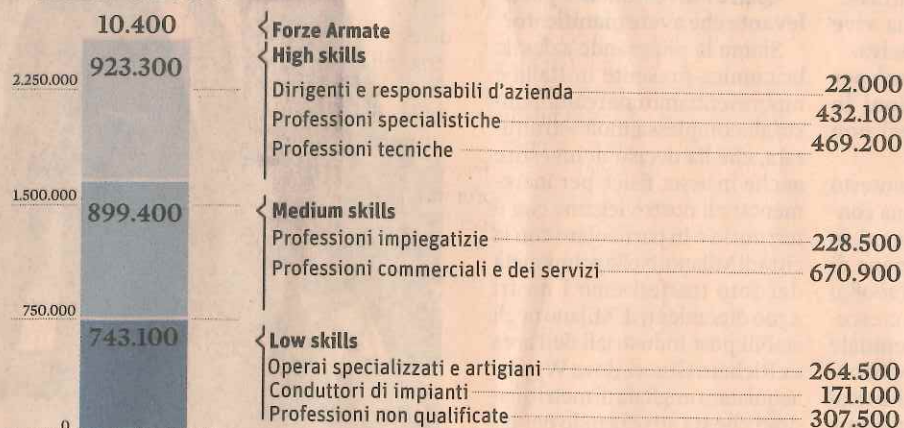 10.400
Forze Armate
923.300
High skills
2.250.000
Dirigenti e responsabili d'azienda 22.000
Professioni specialistiche 432.100
Professioni tecniche 469.200
1.500.000
899.400
Medium skills
Professioni impiegatizie 228.500
Professioni commerciali e dei servizi 670.900
750.000
743.100
Low skills
Operai specializzati e artigiani 264.500
Conduttori di impianti 171.100
Professioni non qualificate 307.500
0